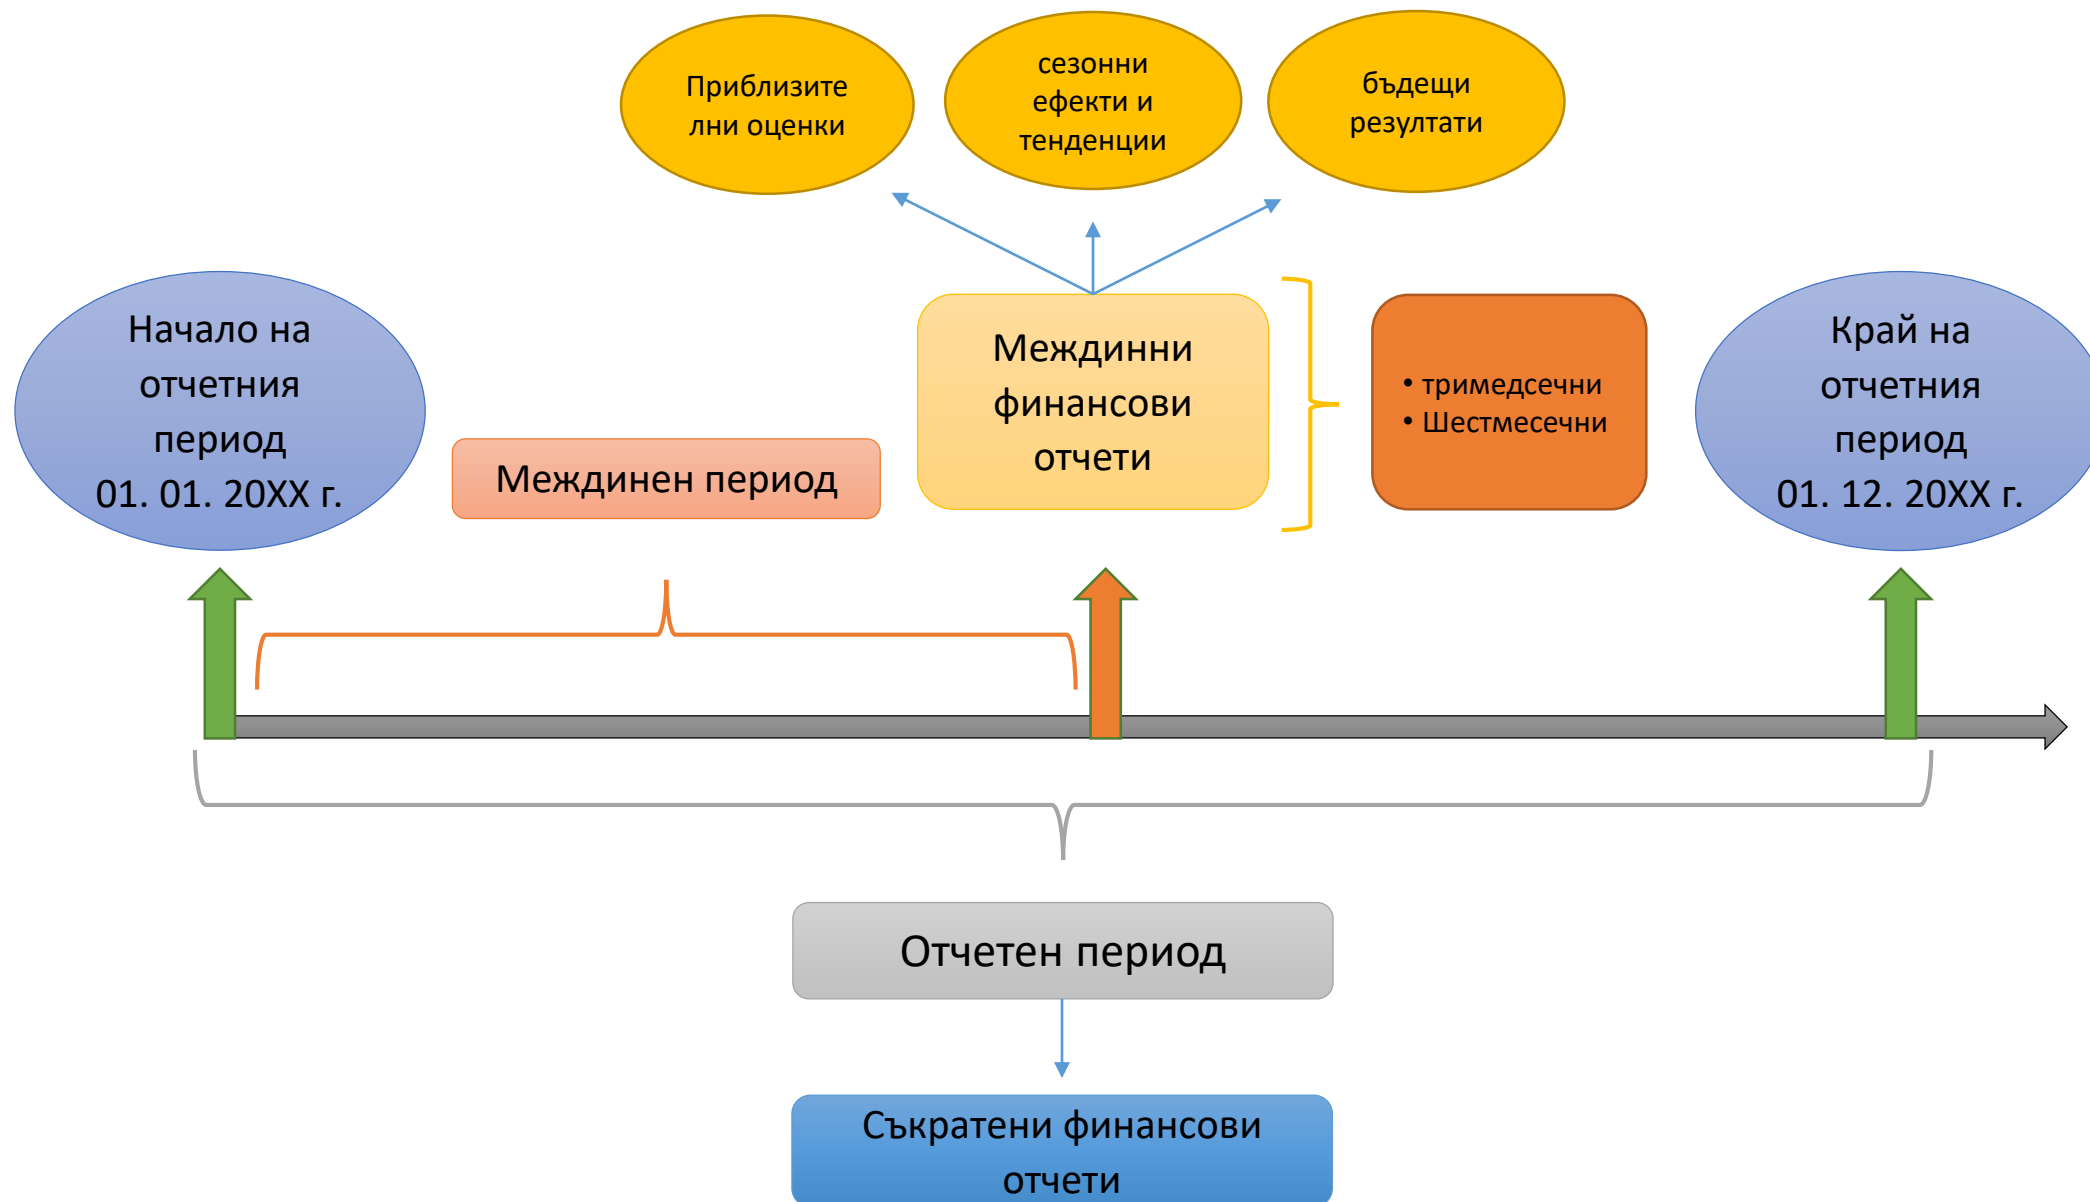 Приблизите
лни оценки
сезонни
ефекти и
тенденции
бъдещи
резултати
Начало на
отчетния
период
01. 01. 20XX г.
Междинен период
Междинни
финансови
отчети
• тримедсечни
• Шестмесечни
Край на
отчетния
период
01. 12. 20XX г.
Отчетен период
Съкратени финансови
отчети